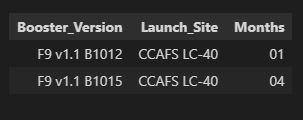 Booster_Version Launch_Site Months
F9 v1.1 B1012 CCAFS LC-40 01
F9 v1.1 B1015 CCAFS LC-40 04